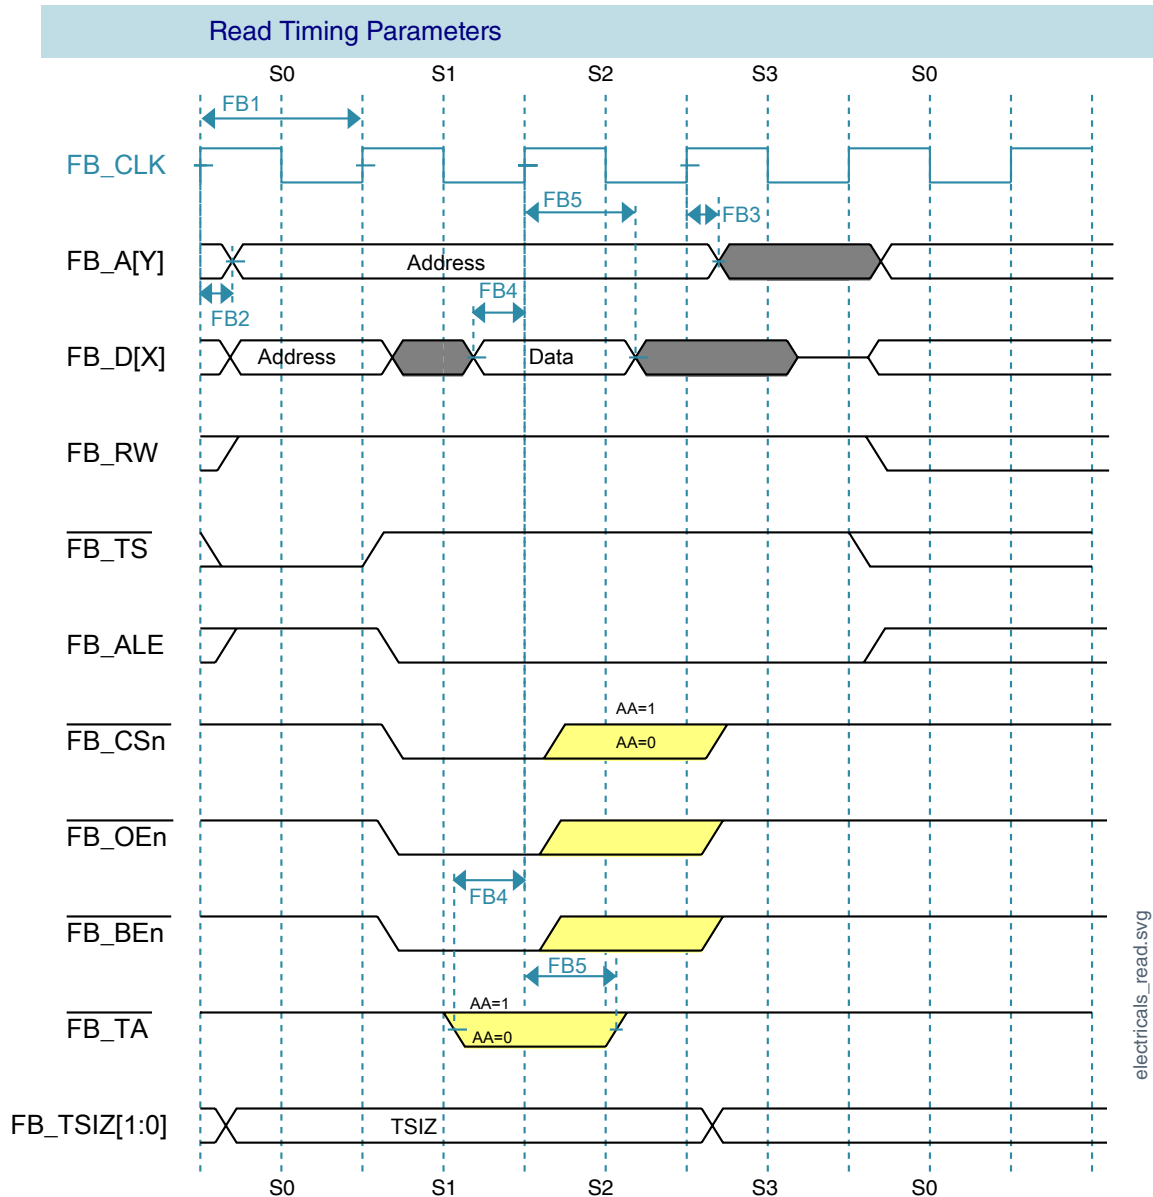 Read Timing Parameters
S0 S1 S2 S3 S0
FB1
FB_CLK
FB5
FB3
FB_A[Y]
Address
FB4
FB2
FB_D[X]
Address
Data
FB_RW
FB_TS
FB_ALE
AA=1
FB_CSn
AA=0
FB_OEn
FB4
FB_BEn
FB5
AA=1
FB_TA
AA=0
FB_TSIZ[1:0]
TSIZ
S0 S1 S2 S3 S0
electricals_read.svg